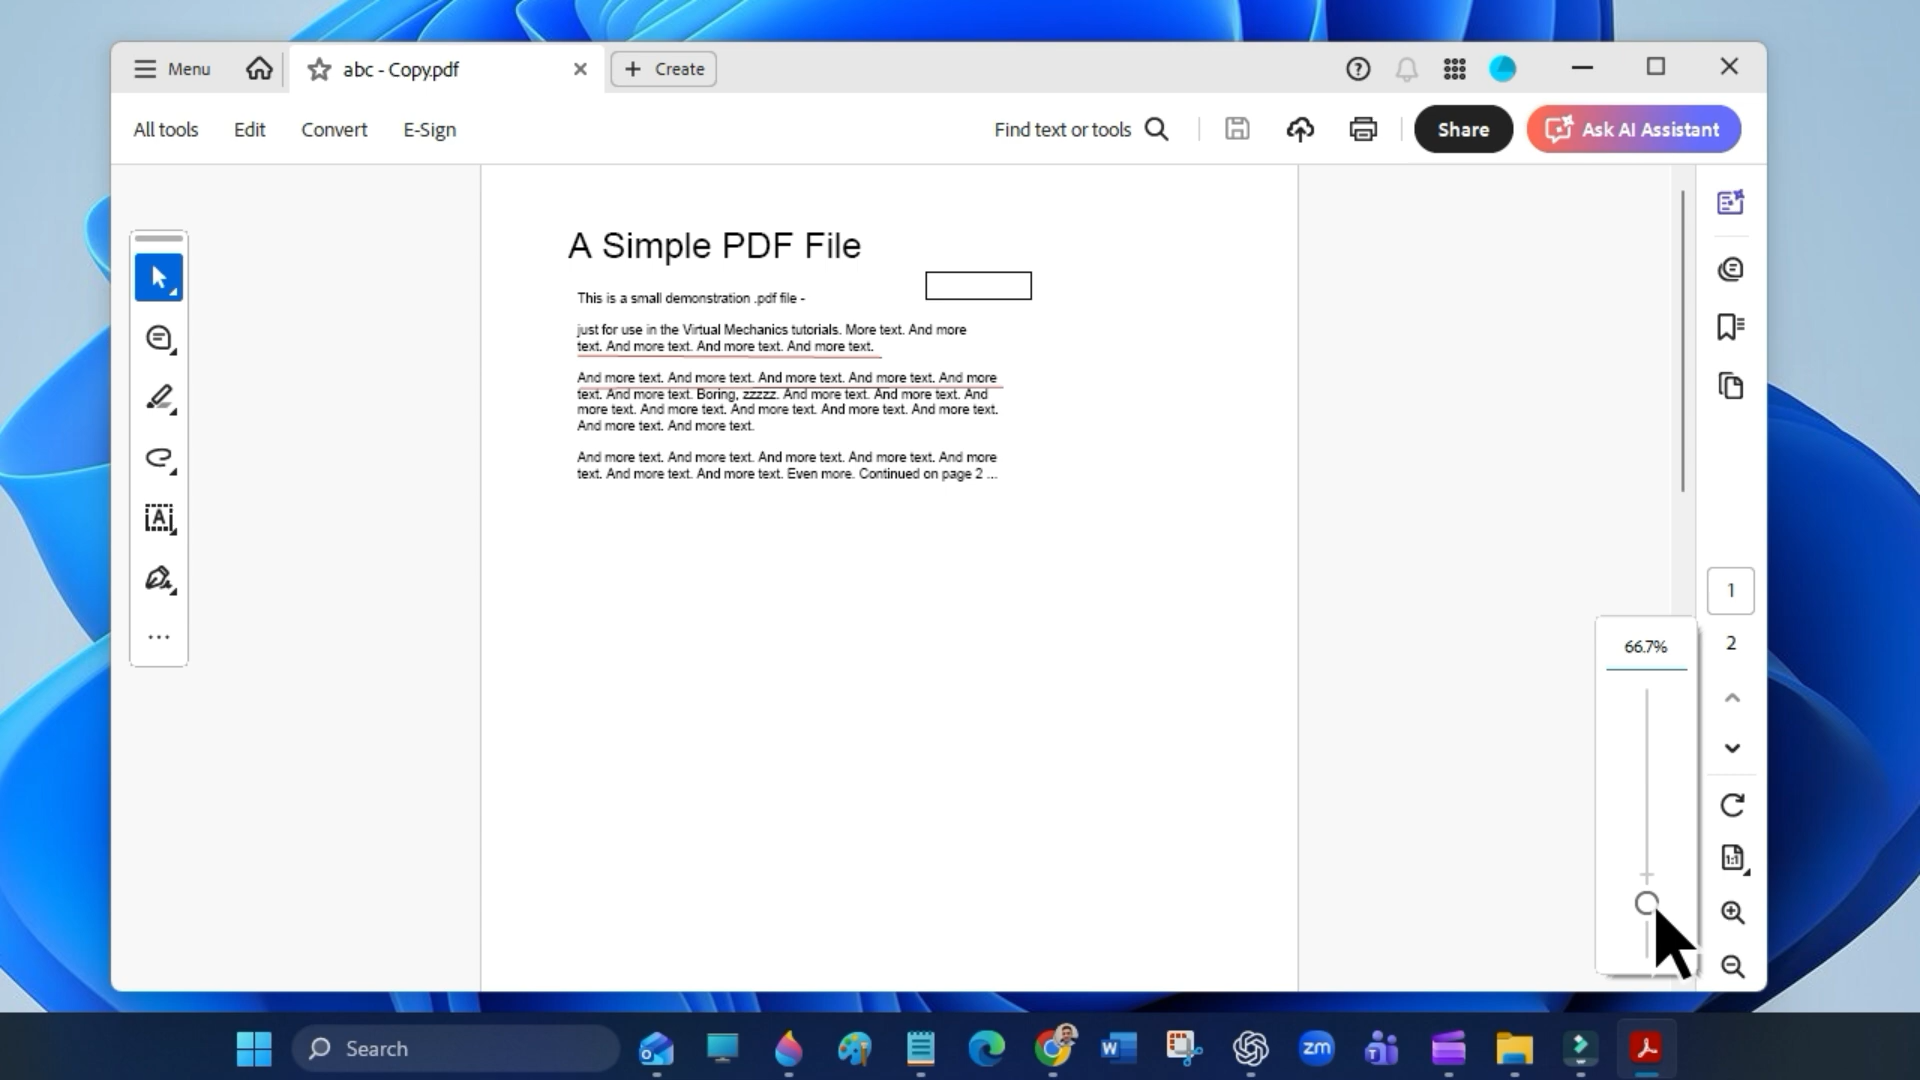 Menu
abc - Copy.pdf
Create
All tools
Edit
Convert
E-Sign
Find text or tools
Share
Ask AI Assistant
A Simple PDF File
This is a small demonstration .pdf file -
just for use in the Virtual Mechanics tutorials. More text. And more
text. And more text. And more text. And more text.
And more text. And more text. And more text. And more text. And more
text. And more text. Boring, zzzzz. And more text. And more text. And
more text. And more text. And more text. And more text. And more text.
And more text. And more text.
And more text. And more text. And more text. And more text. And more
text. And more text. And more text. Even more. Continued on page 2 ...
A
1
66.7%
2
1:1
Search
O
W
zm
T